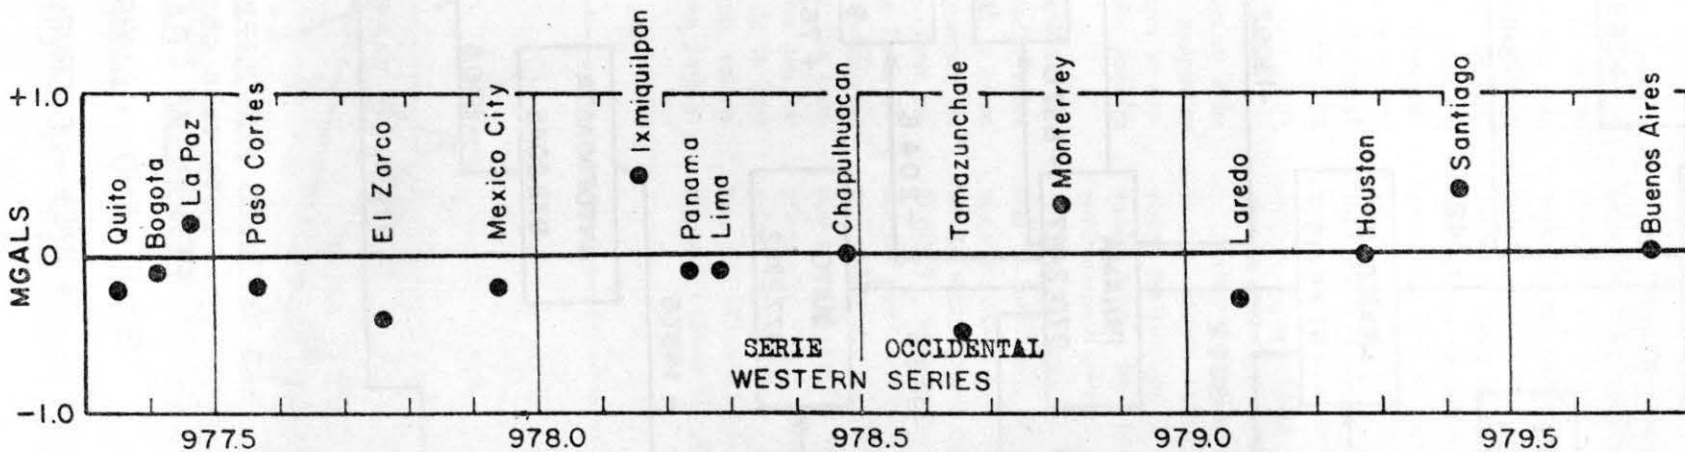 MGALS
+1.0
0
-1.0
Quito
Bogota
La Paz
Paso Cortes
El Zarco
Mexico City
Ixmiquilpan
Panama
Lima
Chapulhuacan
Tamazunchale
Monterrey
Laredo
Houston
Santiago
Buenos Aires
SERIE OCCIDENTAL
WESTERN SERIES
977.5 978.0 978.5 979.0 979.5